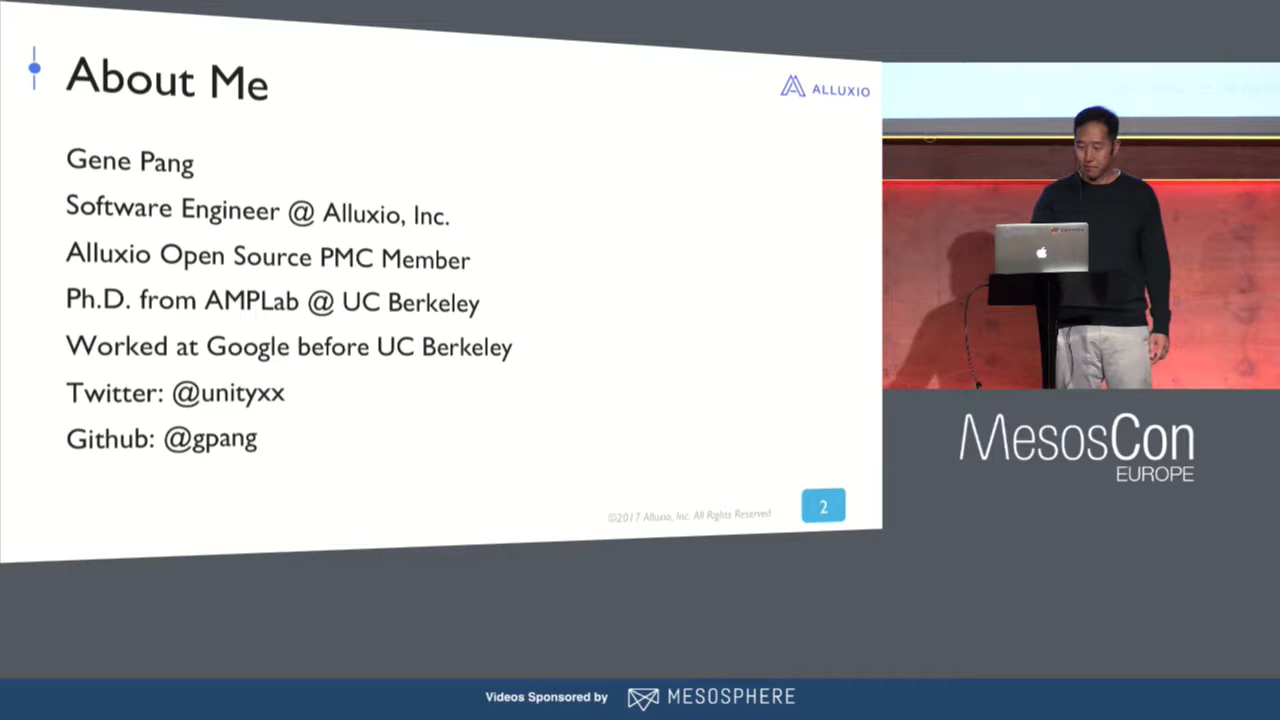 About Me
ALLUXIO
Gene Pang
Software Engineer @ Alluxio, Inc.
Alluxio Open Source PMC Member
Ph.D. from AMPLab @ UC Berkeley
Worked at Google before UC Berkeley
Twitter: @unityxx
Github: @gpang
©2017 Alluxio, Inc. All Rights Reserved
2
MesosCon
EUROPE
Videos Sponsored by MESOSPHERE